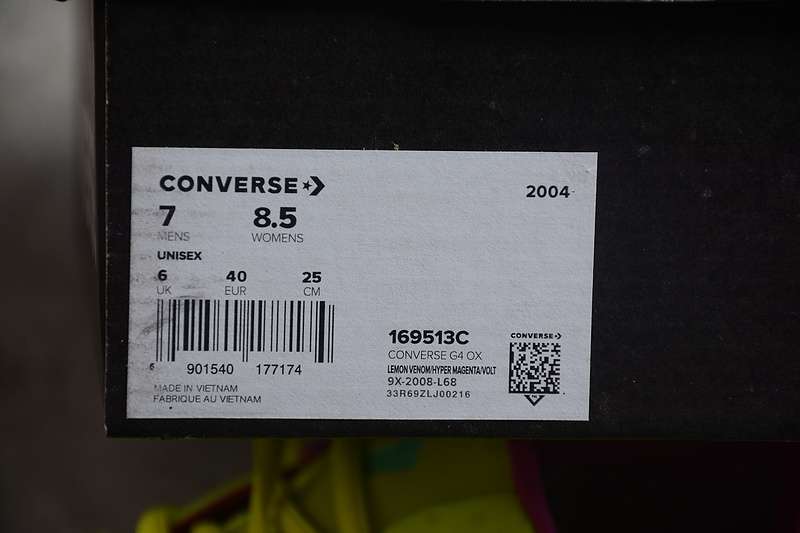 CONVERSE
2004
7 8.5
MENS WOMENS
UNISEX
6 40 25
UK EUR CM
6 901540 177174
MADE IN VIETNAM
FABRIQUE AU VIETNAM
169513C
CONVERSE G4 OX
LEMON VENOM/HYPER MAGENTA/VOLT
9X-2008-L68
33R69ZLJ00216
CONVERSE